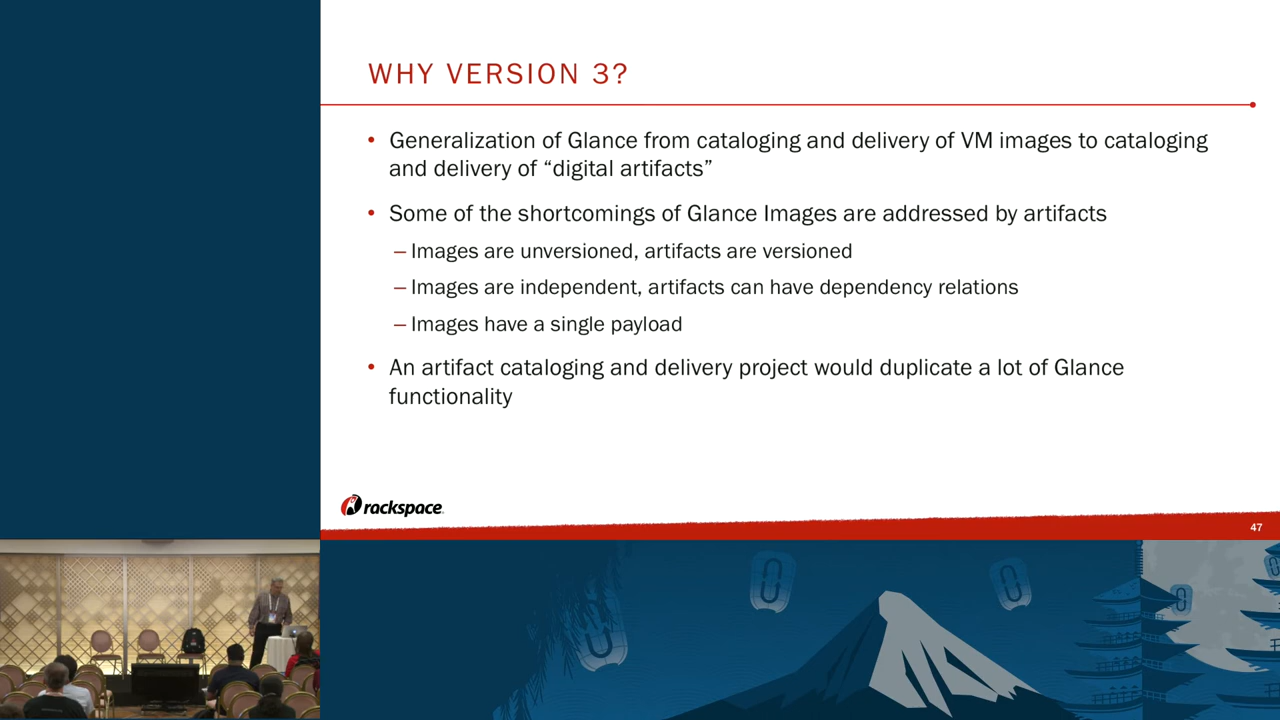 WHY VERSION 3?
• Generalization of Glance from cataloging and delivery of VM images to cataloging
and delivery of “digital artifacts”
• Some of the shortcomings of Glance Images are addressed by artifacts
– Images are unversioned, artifacts are versioned
– Images are independent, artifacts can have dependency relations
– Images have a single payload
• An artifact cataloging and delivery project would duplicate a lot of Glance
functionality
rackspace.
47